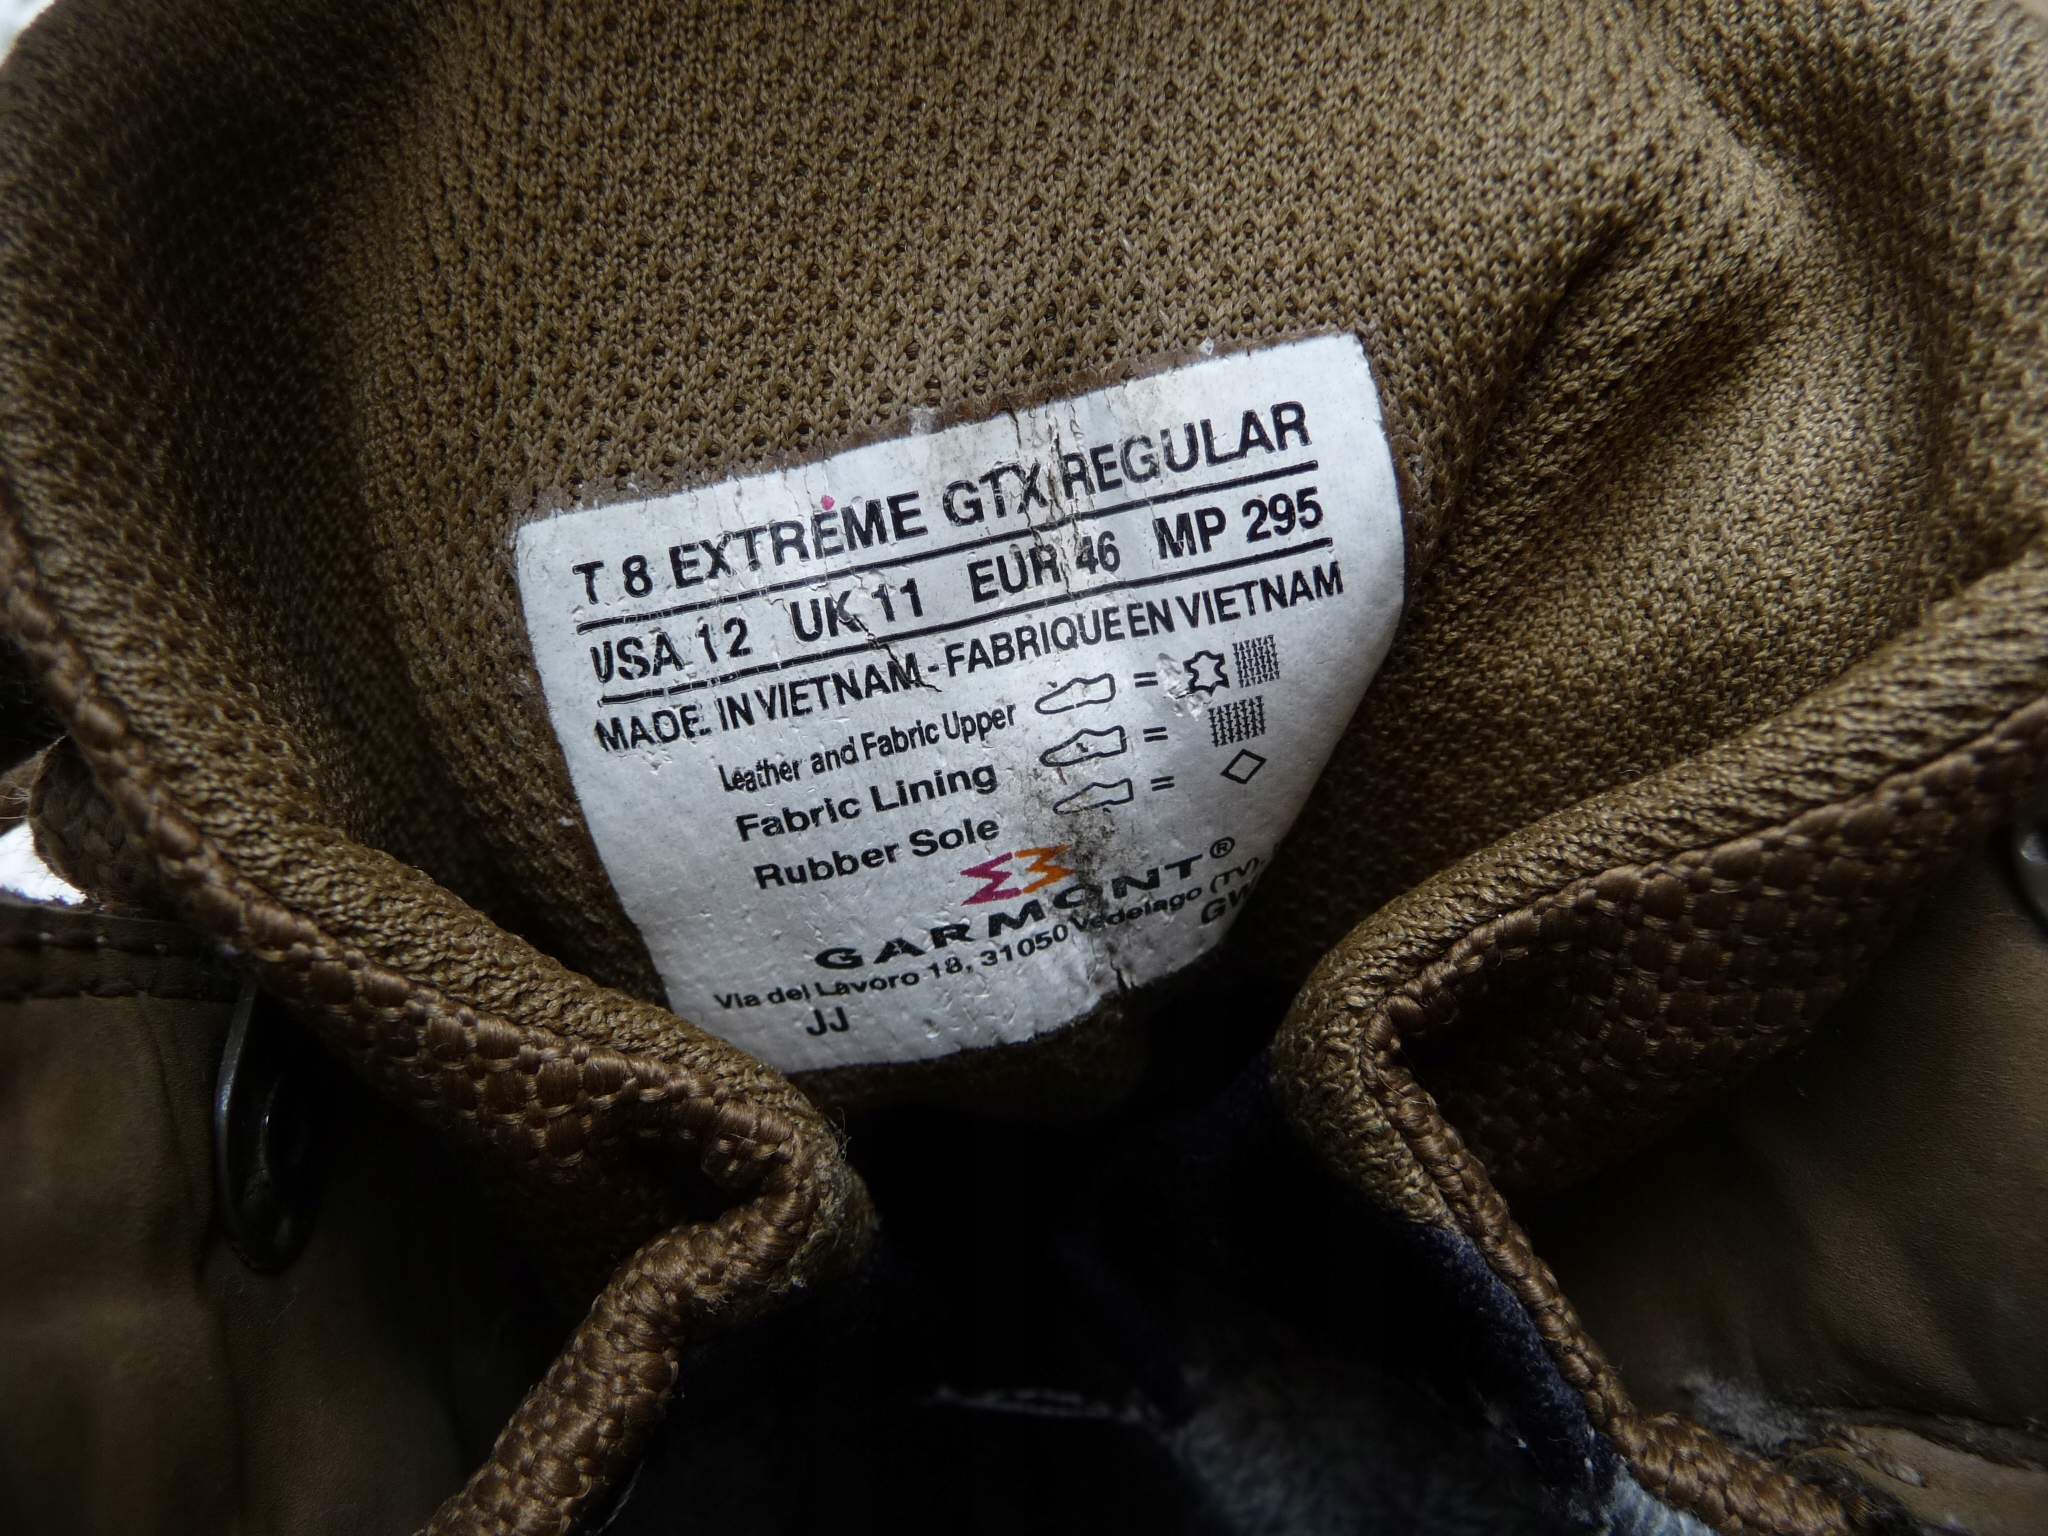 T 8 EXTREME GTX REGULAR
USA 12 UK 11 EUR 46 MP 295
MADE IN VIETNAM - FABRIQUE EN VIETNAM
Leather and Fabric Upper =
Fabric Lining =
Rubber Sole =
GARMONT®
Via del Lavoro 18, 31050 Vedelago (TV),
JJ